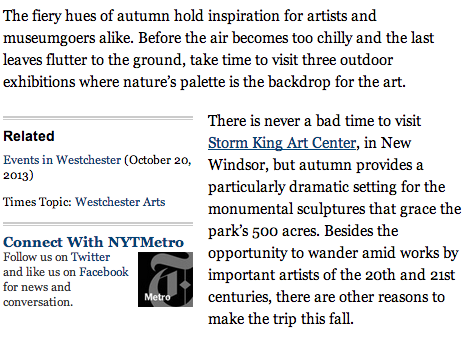 The fiery hues of autumn hold inspiration for artists and
museumgoers alike. Before the air becomes too chilly and the last
leaves flutter to the ground, take time to visit three outdoor
exhibitions where nature’s palette is the backdrop for the art.
Related
Events in Westchester (October 20,
2013)
Times Topic: Westchester Arts
Connect With NYTMetro
Follow us on Twitter
and like us on Facebook
for news and
conversation.
T
Metro
There is never a bad time to visit
Storm King Art Center, in New
Windsor, but autumn provides a
particularly dramatic setting for the
monumental sculptures that grace the
park’s 500 acres. Besides the
opportunity to wander amid works by
important artists of the 20th and 21st
centuries, there are other reasons to
make the trip this fall.